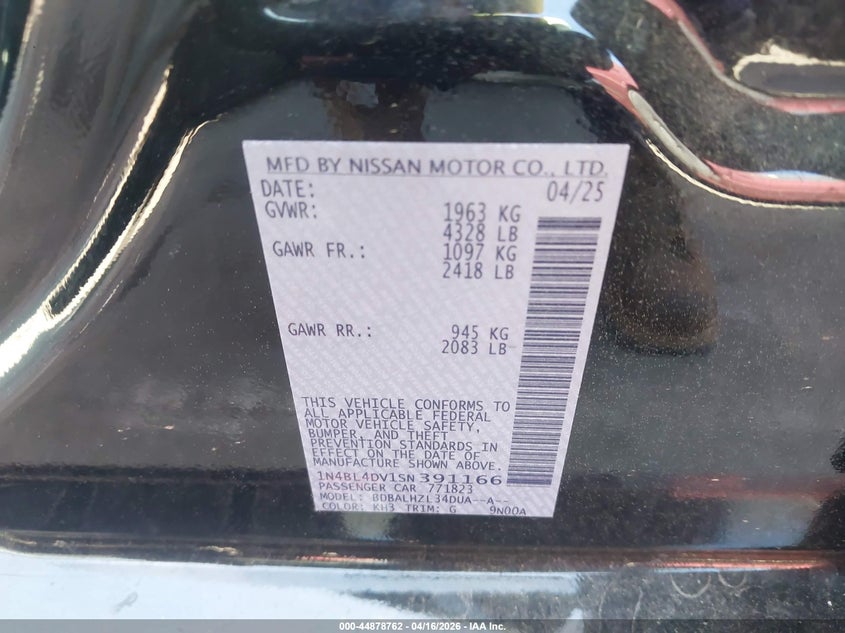 MFD BY NISSAN MOTOR CO., LTD.
DATE: 04/25
GVWR: 1963 KG
4328 LB
GAWR FR.: 1097 KG
2418 LB
GAWR RR.: 945 KG
2083 LB
THIS VEHICLE CONFORMS TO
ALL APPLICABLE FEDERAL
MOTOR VEHICLE SAFETY,
BUMPER, AND THEFT
PREVENTION STANDARDS IN
EFFECT ON THE DATE OF
MANUFACTURE SHOWN ABOVE.
1N4BL4DV1SN391166
PASSENGER CAR 771823
MODEL: BDBALHZL34DUA--A--
COLOR: KH3 TRIM: G 9N00A
000-44878762 - 04/16/2026 - IAA Inc.